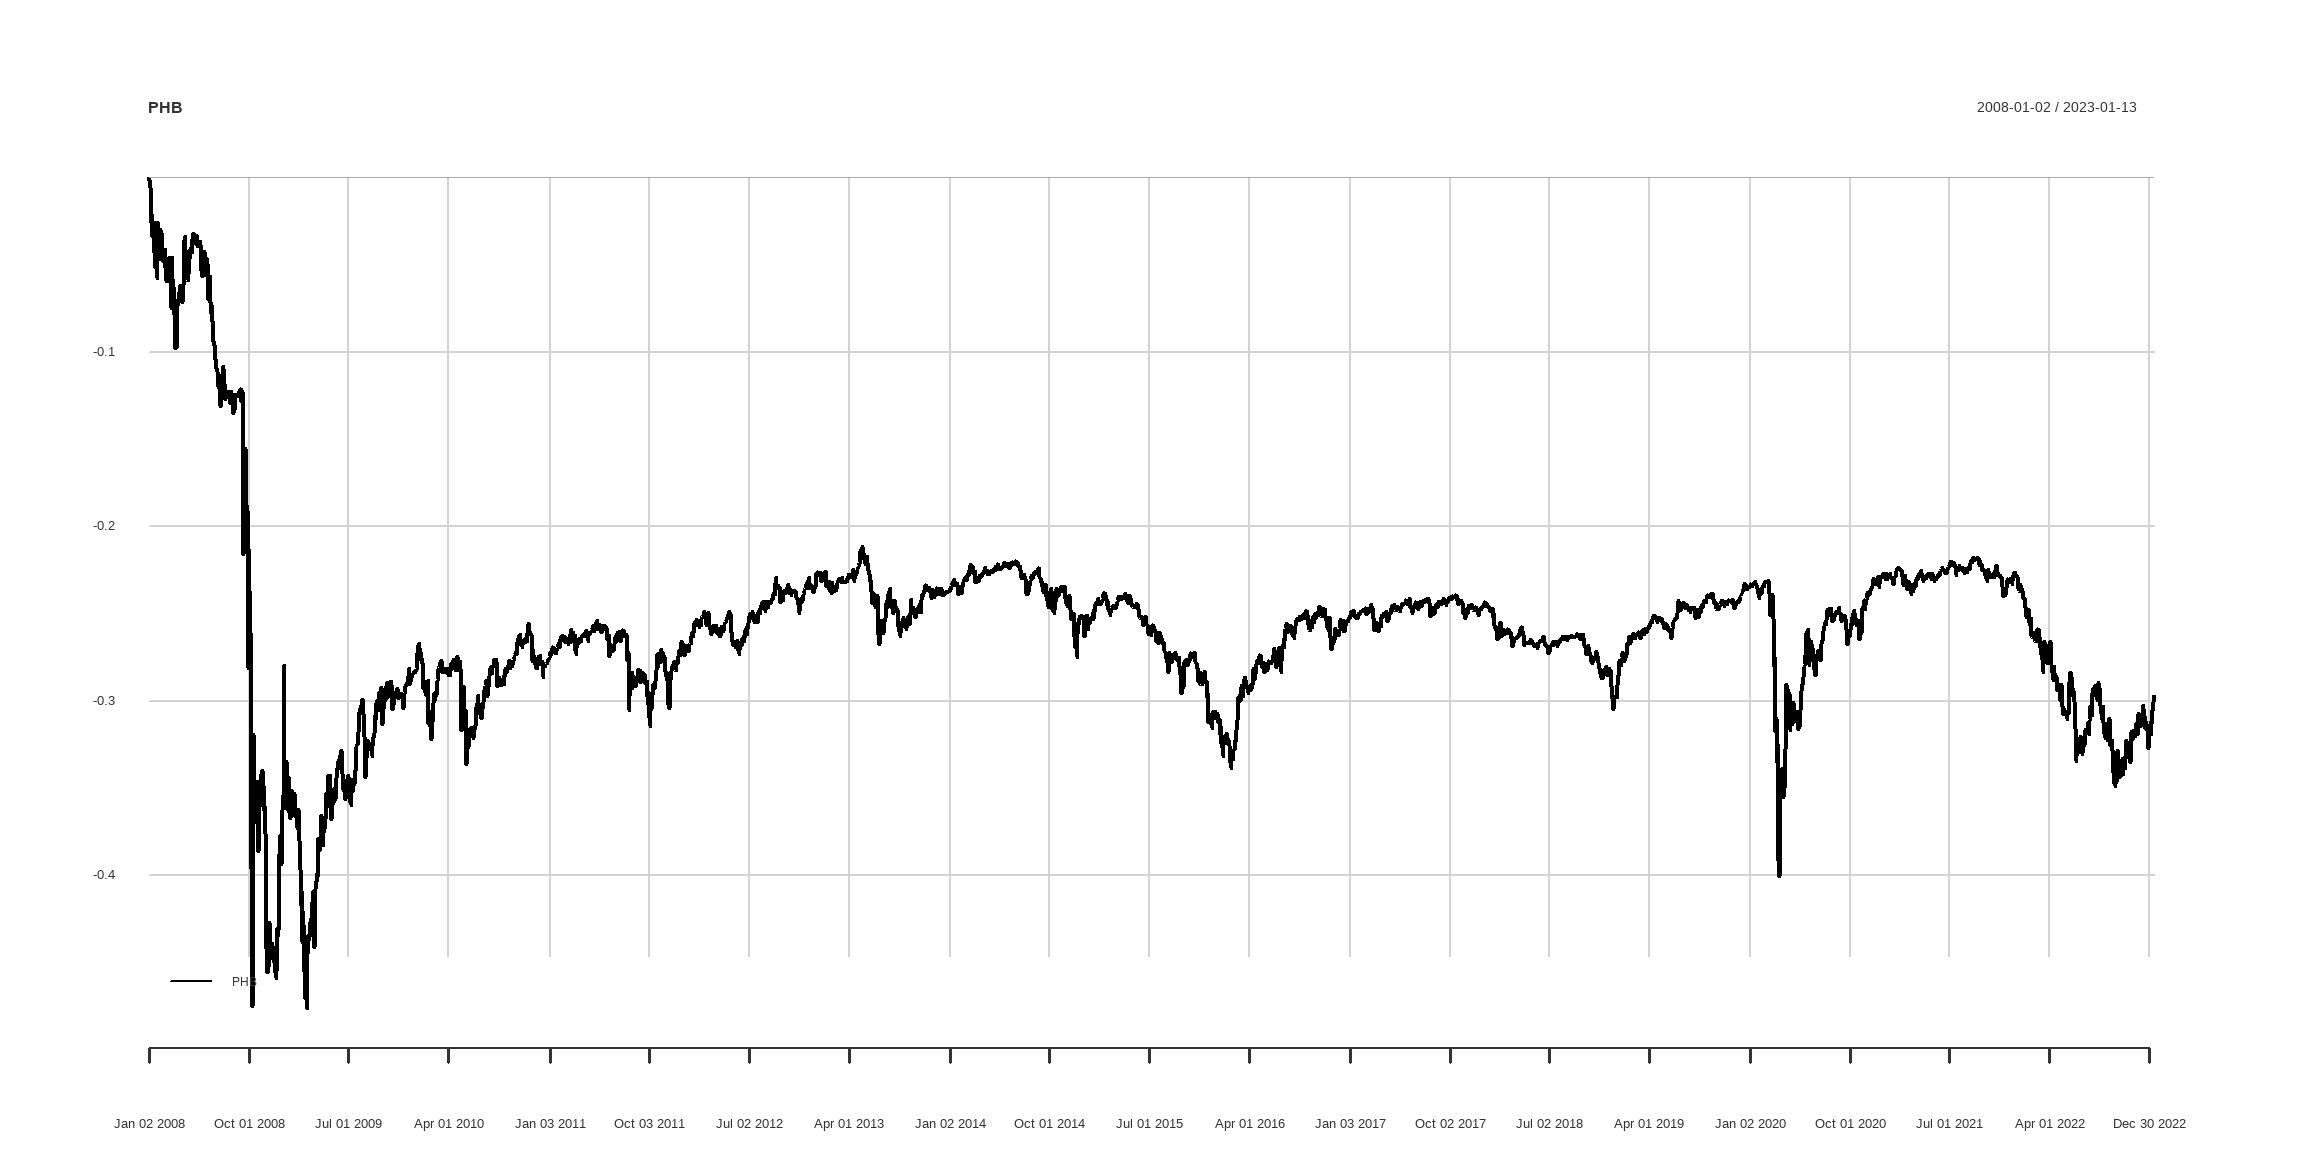 PHB
2008-01-02 / 2023-01-13
-0.1
-0.2
-0.3
-0.4
PHB
Jan 02 2008 Oct 01 2008 Jul 01 2009 Apr 01 2010 Jan 03 2011 Oct 03 2011 Jul 02 2012 Apr 01 2013 Jan 02 2014 Oct 01 2014 Jul 01 2015 Apr 01 2016 Jan 03 2017 Oct 02 2017 Jul 02 2018 Apr 01 2019 Jan 02 2020 Oct 01 2020 Jul 01 2021 Apr 01 2022 Dec 30 2022